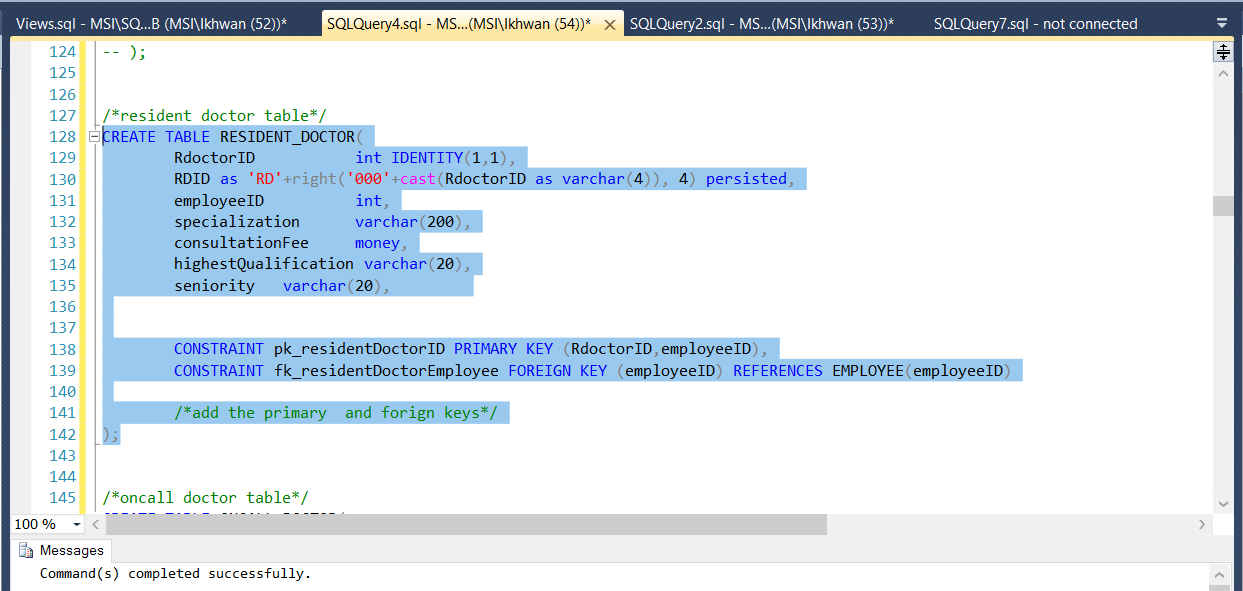 Views.sql - MSI\SQ...B (MSI\Ikhwan (52))*
SQLQuery4.sql - MS...(MSI\Ikhwan (54))*
SQLQuery2.sql - MS...(MSI\Ikhwan (53))*
SQLQuery7.sql - not connected
124 -- );
125
126
127 /*resident doctor table*/
128 CREATE TABLE RESIDENT_DOCTOR(
129 RdoctorID int IDENTITY(1,1),
130 RDID as 'RD'+right('000'+cast(RdoctorID as varchar(4)), 4) persisted,
131 employeeID int,
132 specialization varchar(200),
133 consultationFee money,
134 highestQualification varchar(20),
135 seniority varchar(20),
136
137
138 CONSTRAINT pk_residentDoctorID PRIMARY KEY (RdoctorID,employeeID),
139 CONSTRAINT fk_residentDoctorEmployee FOREIGN KEY (employeeID) REFERENCES EMPLOYEE(employeeID)
140
141 /*add the primary  and forign keys*/
142 );
143
144
145 /*oncall doctor table*/
100 %
Messages
Command(s) completed successfully.